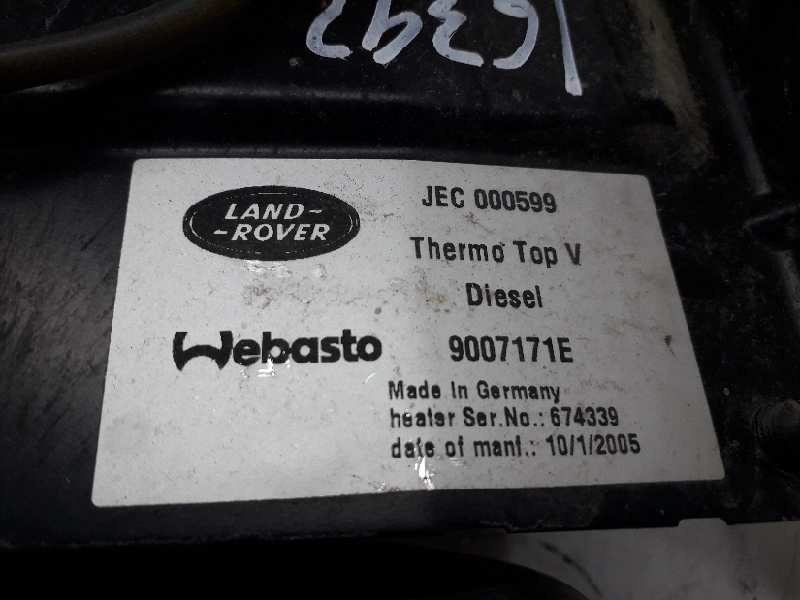 16392
LAND-
-ROVER
JEC 000599
Thermo Top V
Diesel
Webasto
9007171E
Made In Germany
heater Ser.No.: 674339
date of manf.: 10/1/2005